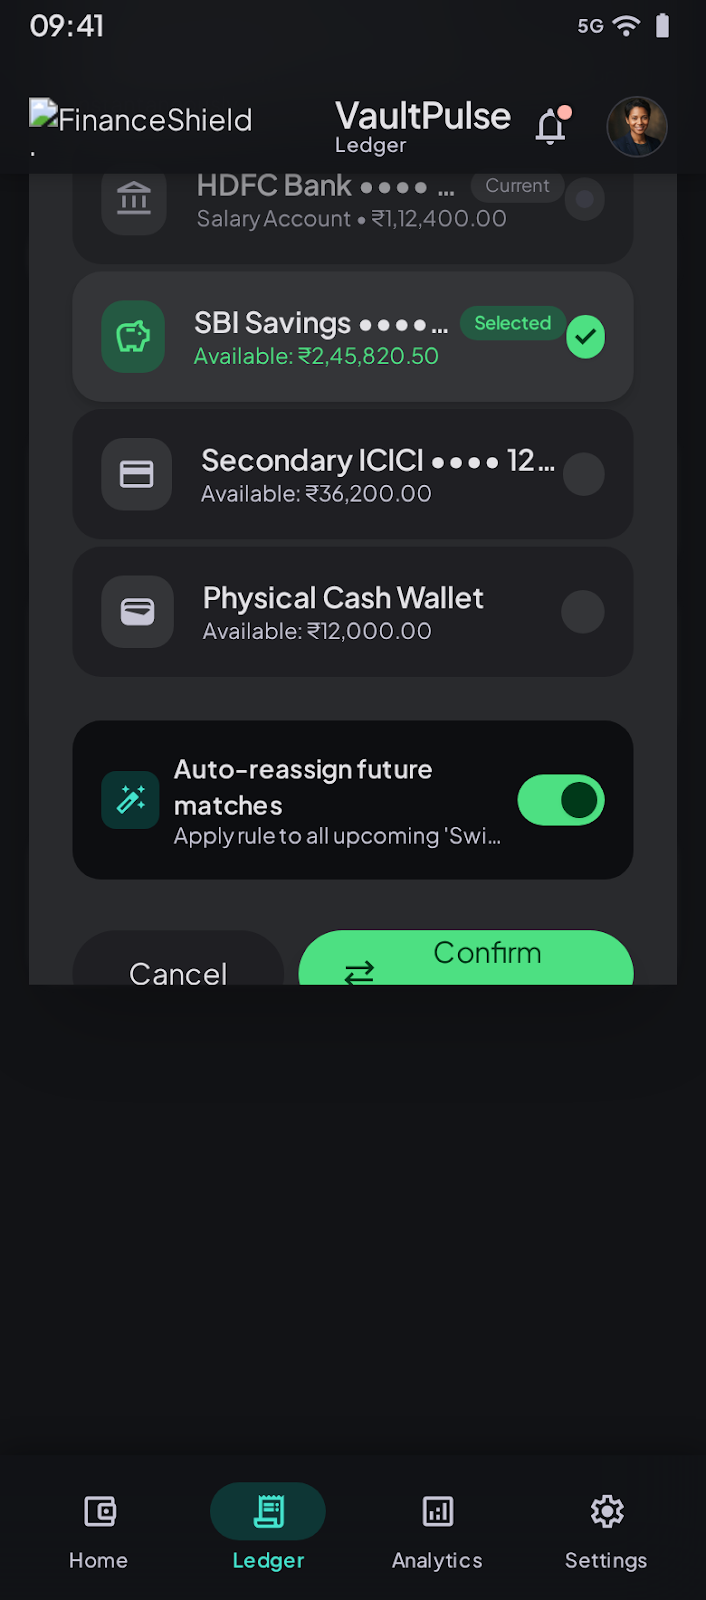 09:41
5G
FinanceShield
.
VaultPulse
Ledger
HDFC Bank •••• ...
Current
Salary Account • ₹1,12,400.00
SBI Savings ••••...
Selected
Available: ₹2,45,820.50
Secondary ICICI •••• 12...
Available: ₹36,200.00
Physical Cash Wallet
Available: ₹12,000.00
Auto-reassign future
matches
Apply rule to all upcoming 'Swi...
Cancel
Confirm
Home
Ledger
Analytics
Settings